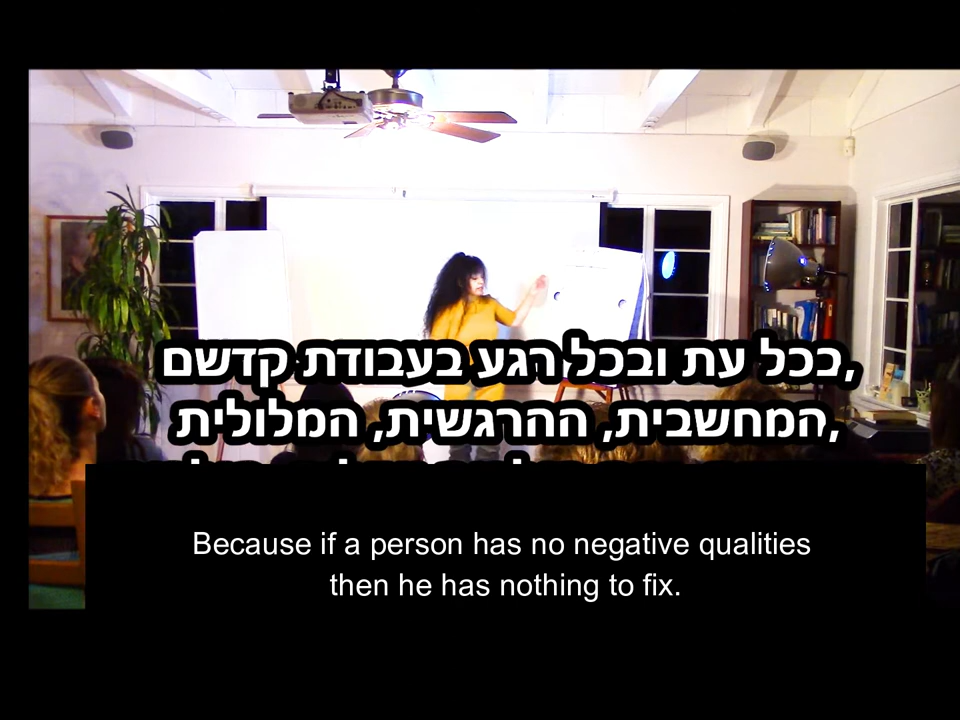 ככל עת ובכל רגע בעבודת קדשם,
המחשבית, ההרגשית, המלולית,
Because if a person has no negative qualities
then he has nothing to fix.